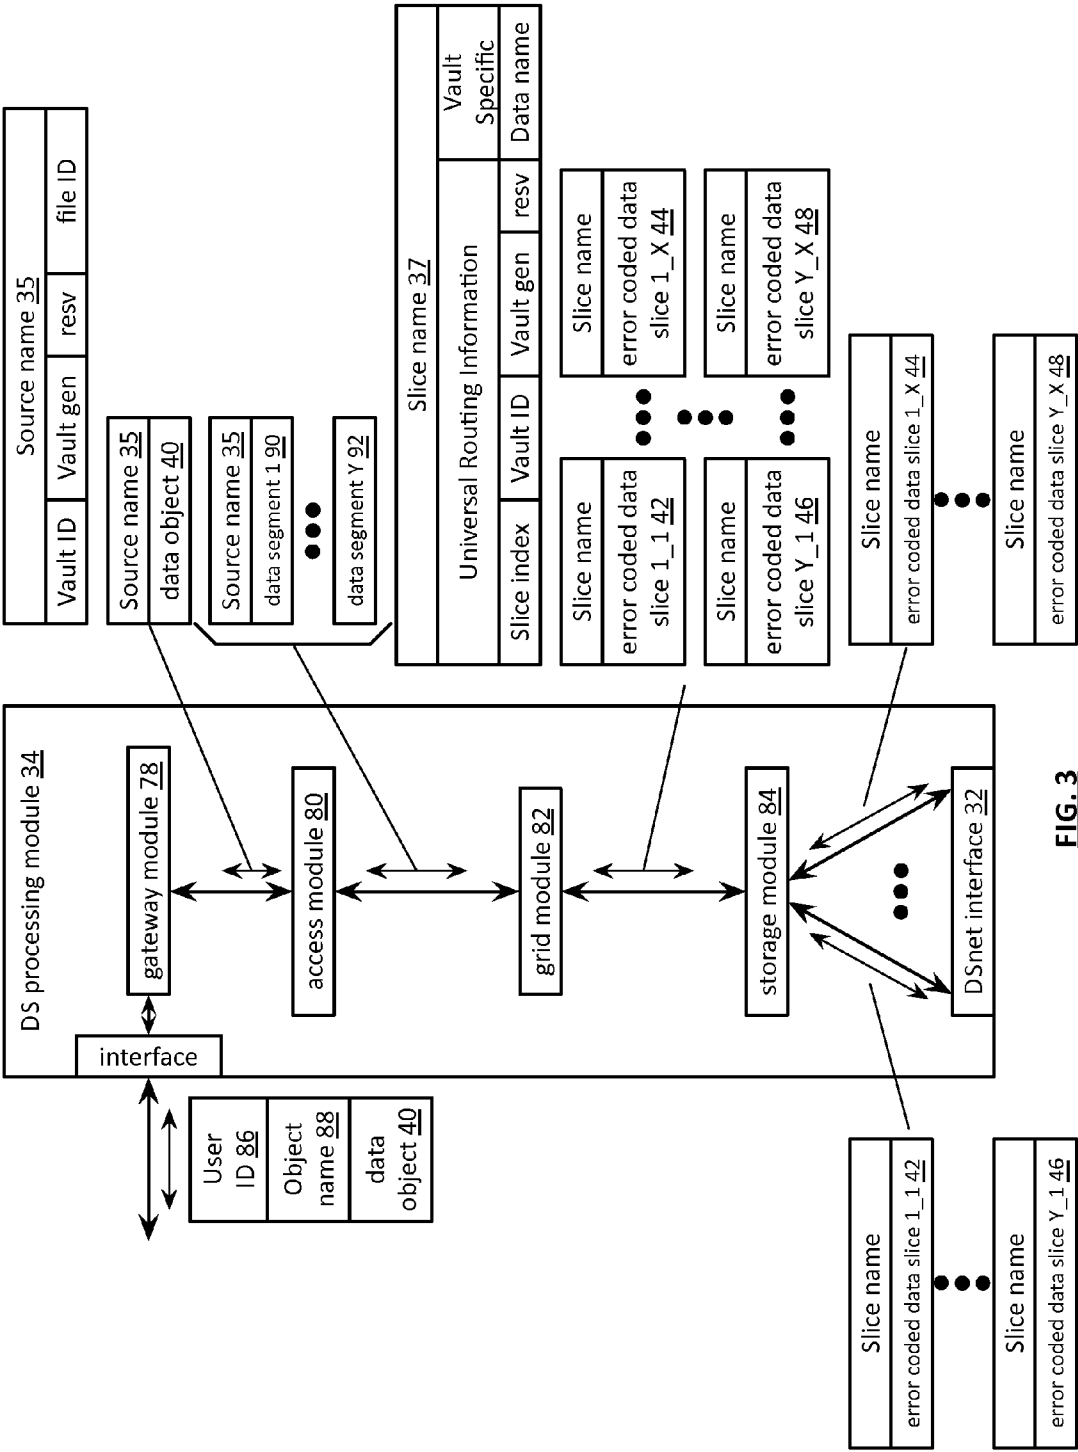 DS processing module 34
interface
gateway module 78
access module 80
grid module 82
storage module 84
DSnet interface 32
User
ID 86
Object
name 88
data
object 40
Source name 35
Vault ID
Vault gen
resv
file ID
Source name 35
data object 40
Source name 35
data segment 1 90
data segment Y 92
Slice name 37
Universal Routing Information
Vault
Specific
Slice index
Vault ID
Vault gen
resv
Data name
Slice name
error coded data
slice 1_1 42
Slice name
error coded data
slice 1_X 44
Slice name
error coded data
slice Y_1 46
Slice name
error coded data
slice Y_X 48
Slice name
error coded data slice 1_1 42
Slice name
error coded data slice Y_1 46
Slice name
error coded data slice 1_X 44
Slice name
error coded data slice Y_X 48
FIG. 3